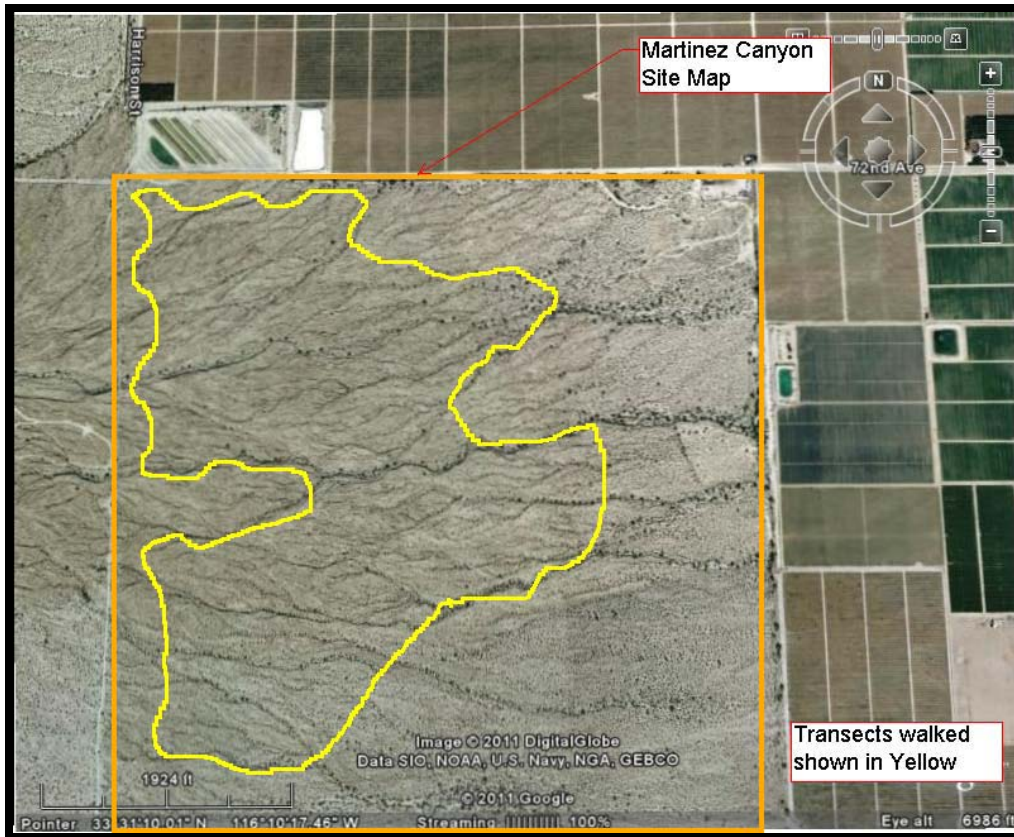 Harrison St
Martinez Canyon
Site Map
N
72nd Ave
Image © 2011 DigitalGlobe
Data SIO, NOAA, U.S. Navy, NGA, GEBCO
© 2011 Google
Transects walked
shown in Yellow
1924 ft
Pointer 33°31'10.01" N 116°10'17.46" W Streaming ||||||||| 100% Eye alt 6986 ft